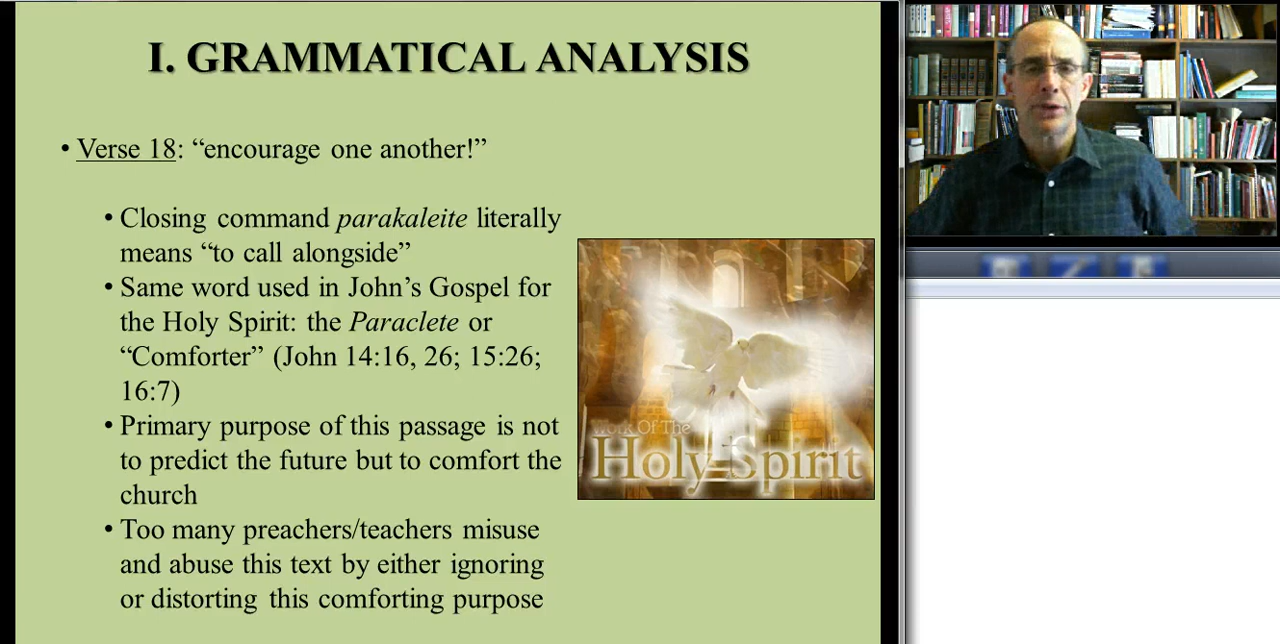 I. GRAMMATICAL ANALYSIS
• Verse 18: “encourage one another!”
• Closing command parakaleite literally
means “to call alongside”
• Same word used in John’s Gospel for
the Holy Spirit: the Paraclete or
“Comforter” (John 14:16, 26; 15:26;
16:7)
• Primary purpose of this passage is not
to predict the future but to comfort the
church
• Too many preachers/teachers misuse
and abuse this text by either ignoring
or distorting this comforting purpose
Work Of The
Holy Spirit